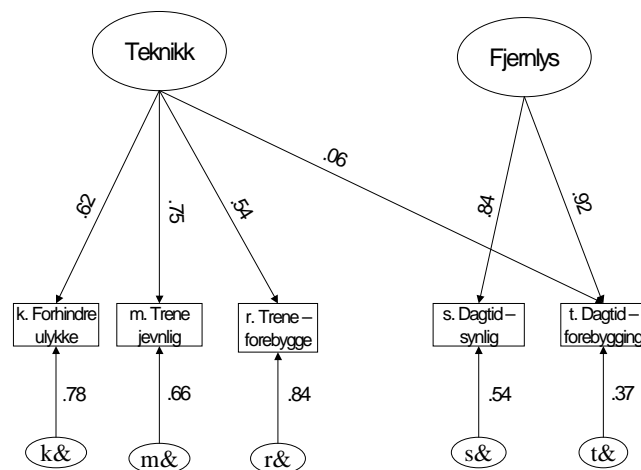 Teknikk
Fjernlys
.62
.75
.54
.06
.84
.92
k. Forhindre
ulykke
m. Trene
jevnlig
r. Trene –
forebygge
s. Dagtid –
synlig
t. Dagtid –
forebygging
.78
.66
.84
.54
.37
k&
m&
r&
s&
t&